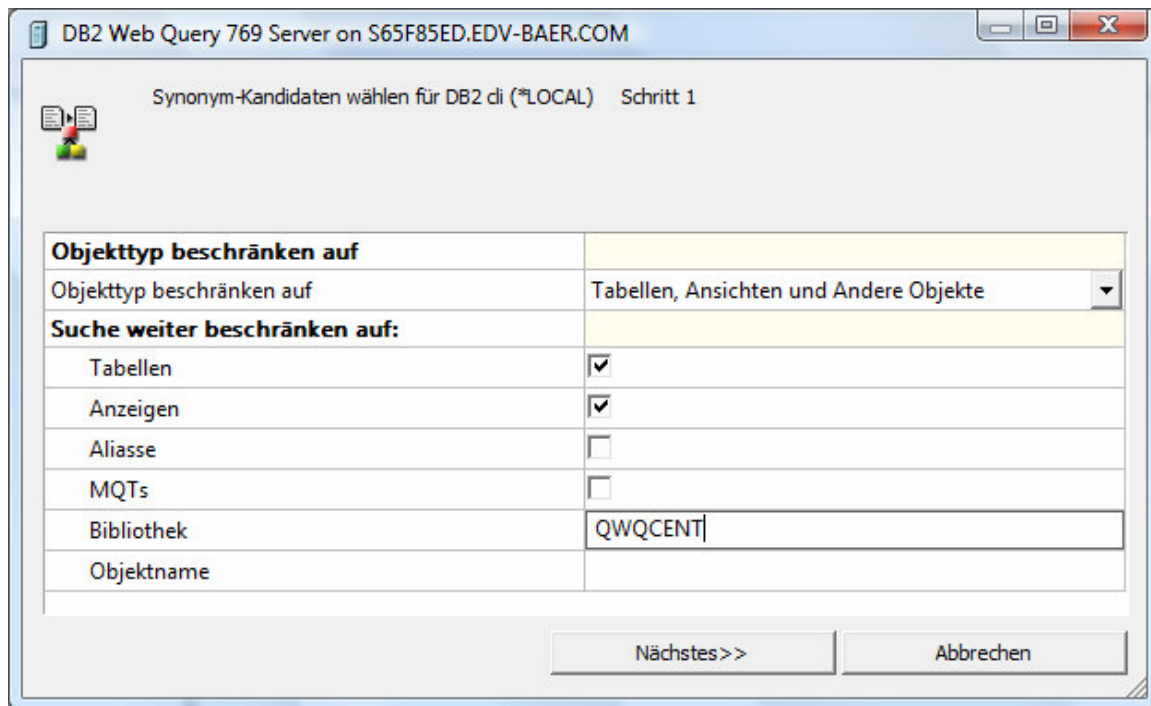 DB2 Web Query 769 Server on S65F85ED.EDV-BAER.COM
Synonym-Kandidaten wählen für DB2 cli (*LOCAL) Schritt 1
Objekttyp beschränken auf
Objekttyp beschränken auf Tabellen, Ansichten und Andere Objekte
Suche weiter beschränken auf:
Tabellen
Anzeigen
Aliasse
MQTs
Bibliothek QWQCENT
Objektname
Nächstes>> Abbrechen